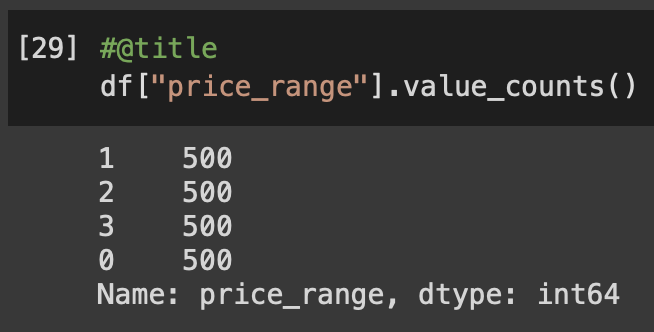 [29] #@title
df["price_range"].value_counts()
1    500
2    500
3    500
0    500
Name: price_range, dtype: int64